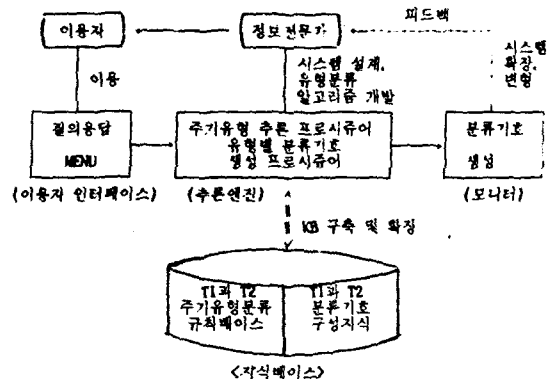 피드백
이용자
정보전문가
이용
시스템 설계,
유형분류
알고리즘 개발
시스템
확장,
변형
질의응답
MENU
주기유형 추론 프로시듀어
유형별 분류기호
생성 프로시듀어
분류기호
생성
(이용자 인터페이스)
(추론엔진)
(모니터)
KB 구축 및 확장
T1과 T2
주기유형분류
규칙베이스
T1과 T2
분류기호
구성지식
<지식베이스>